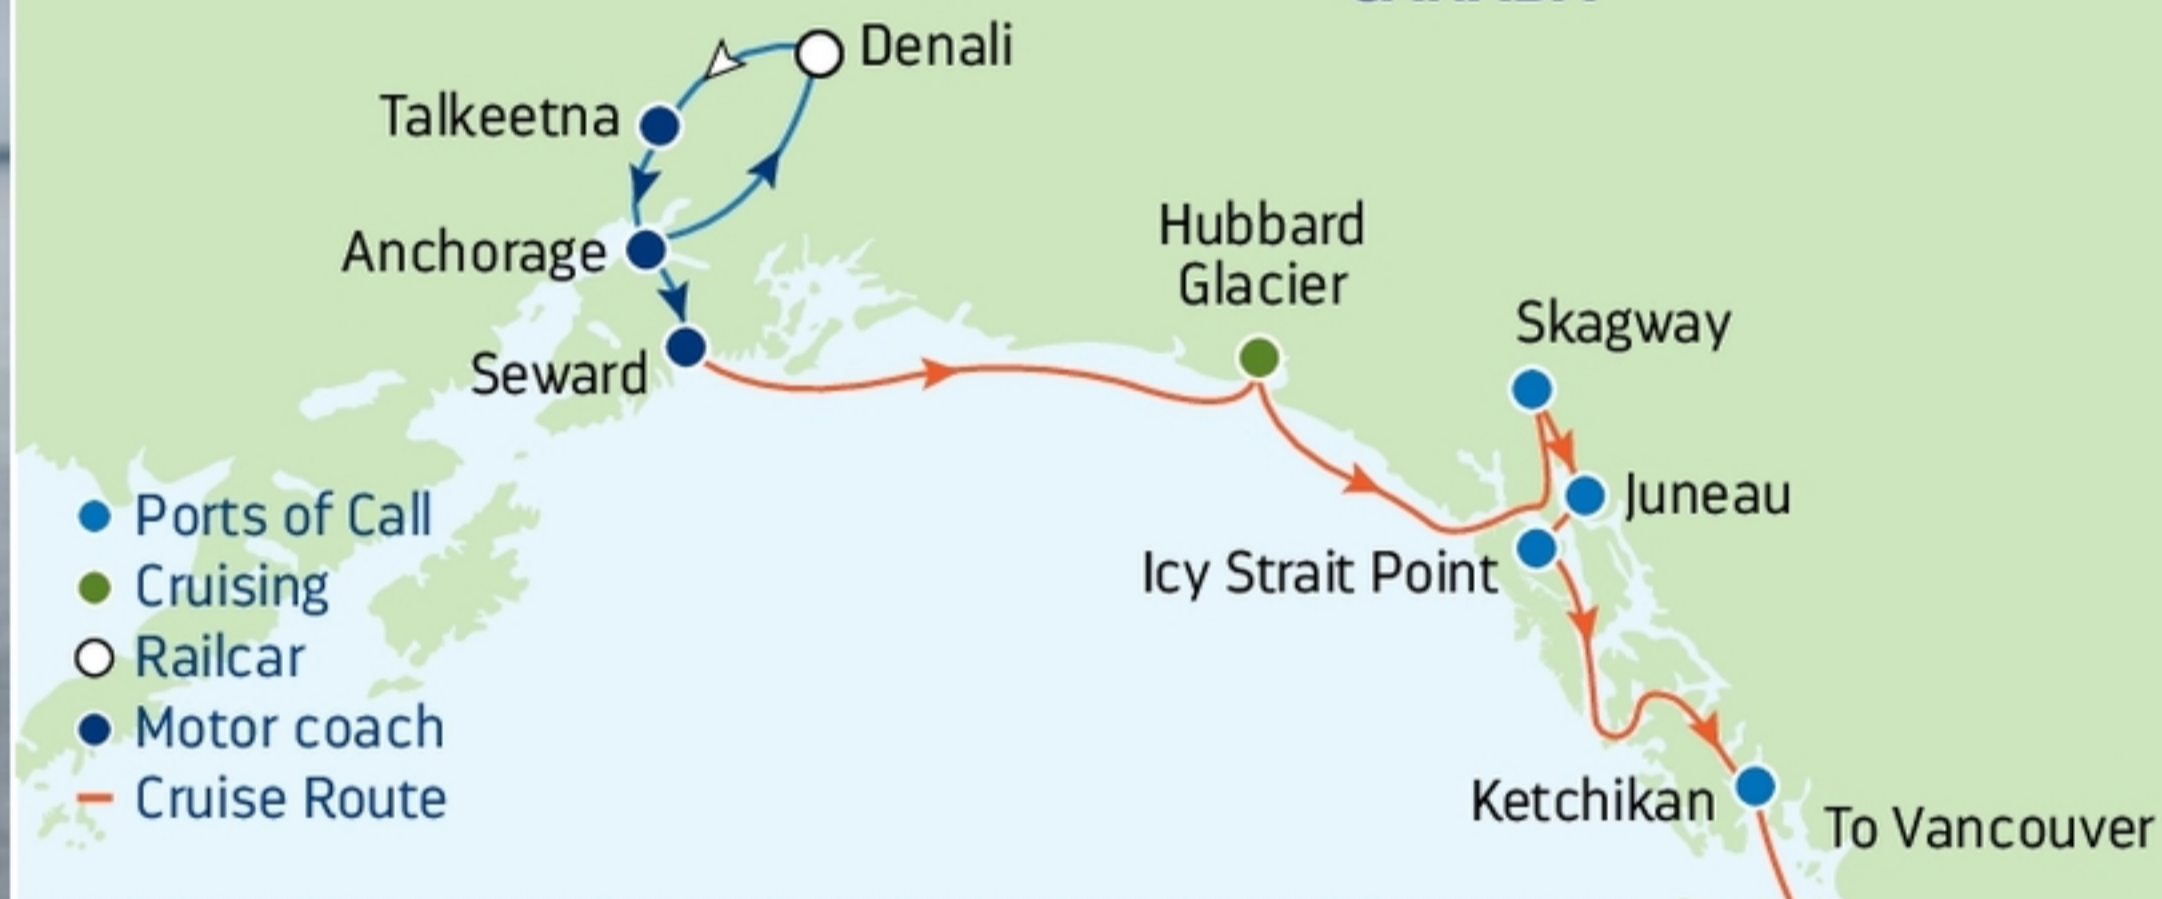 Denali
Talkeetna
Anchorage
Hubbard
Glacier
Skagway
Seward
Juneau
Icy Strait Point
Ports of Call
Cruising
Railcar
Motor coach
Cruise Route
Ketchikan
To Vancouver